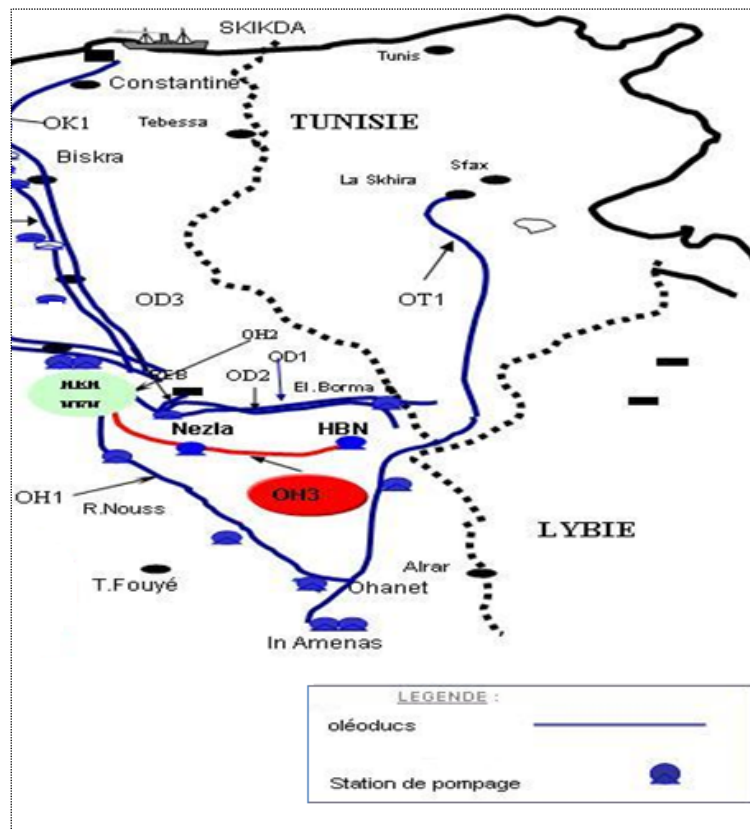 SKIKDA
Tunis
Constantine
OK1
Tebessa
TUNISIE
Biskra
Sfax
La Skhira
OD3
OT1
OH2
OD1
OD2
El.Borma
Nezla
HBN
OH1
R.Nouss
OH3
LYBIE
Alrar
T.Fouyé
Ohanet
In Amenas
LEGENDE :
oléoducs
Station de pompage